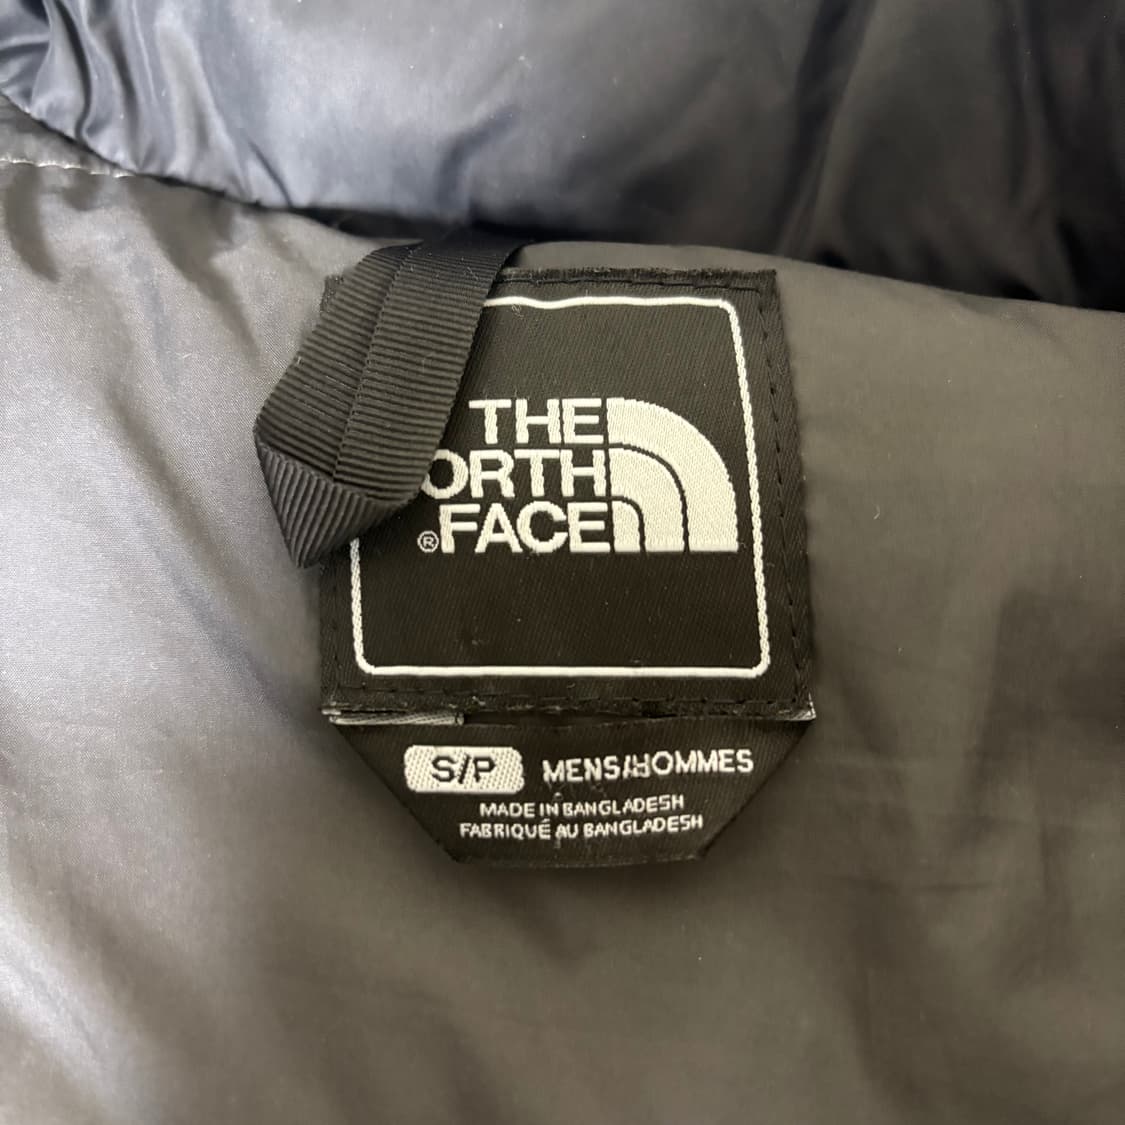 THE
ORTH
FACE®
S/P MENS/HOMMES
MADE IN BANGLADESH
FABRIQUÉ AU BANGLADESH